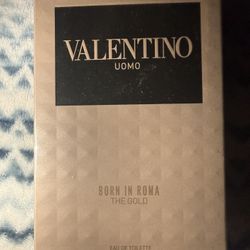 VALENTINO
UOMO
BORN IN ROMA
THE GOLD
EAU DE TOILETTE